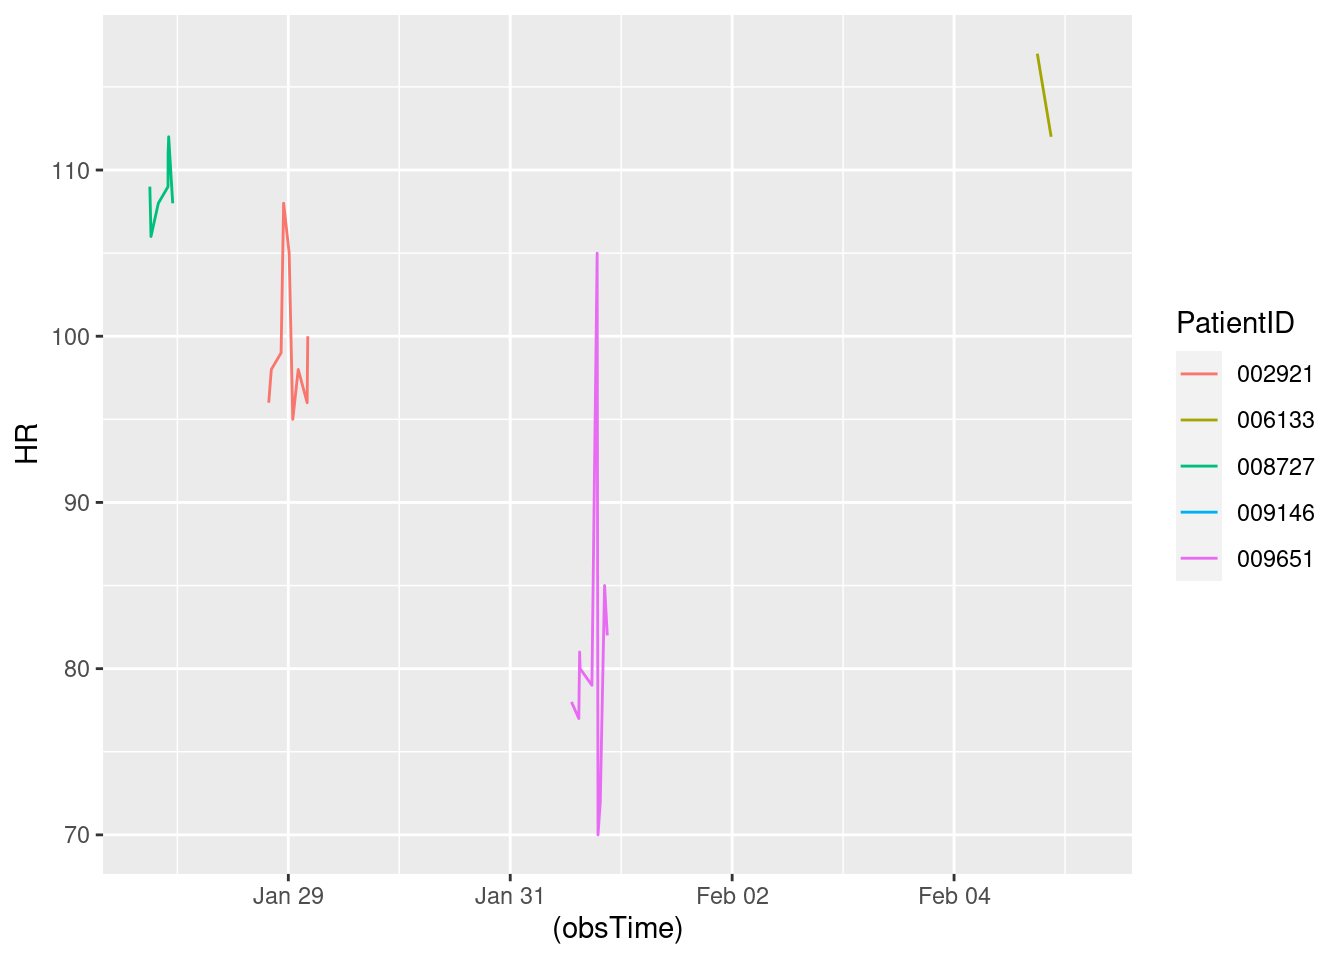 110
100
90
80
70
HR
Jan 29
Jan 31
Feb 02
Feb 04
(obsTime)
PatientID
002921
006133
008727
009146
009651